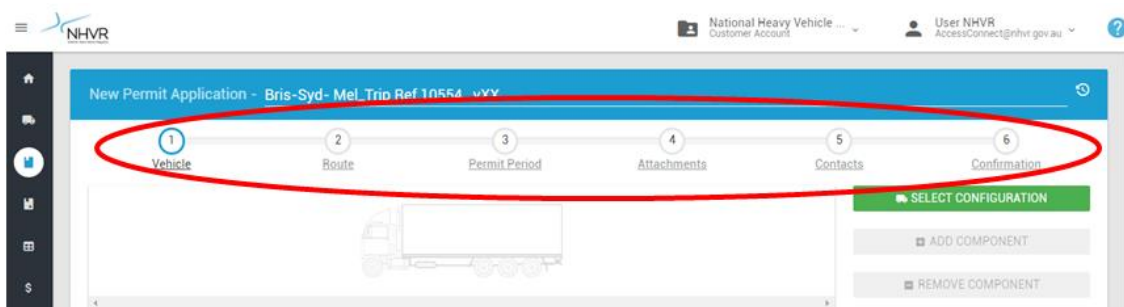 NHVR
National Heavy Vehicle ...
Customer Account
User NHVR
AccessConnect@nhvr.gov.au
?
New Permit Application - Bris-Syd- Mel_Trip Ref 10554_vXX
1
2
3
4
5
6
Vehicle
Route
Permit Period
Attachments
Contacts
Confirmation
SELECT CONFIGURATION
ADD COMPONENT
REMOVE COMPONENT
$